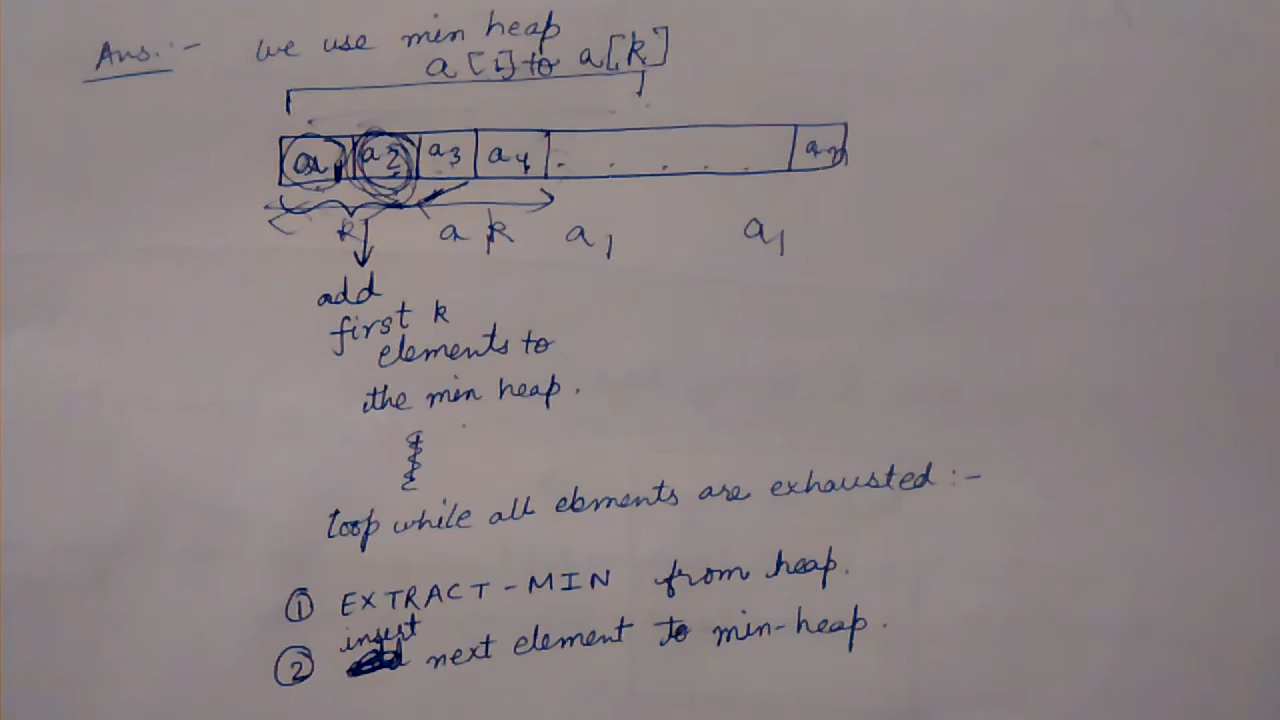 Ans. :- we use min heap
a[1] to a[k]
a1 a2 a3 a4 . . . . . an
k a k a1 a1
add
first k
elements to
the min heap.
loop while all elements are exhausted :-
① EXTRACT-MIN from heap.
② insert next element to min-heap.